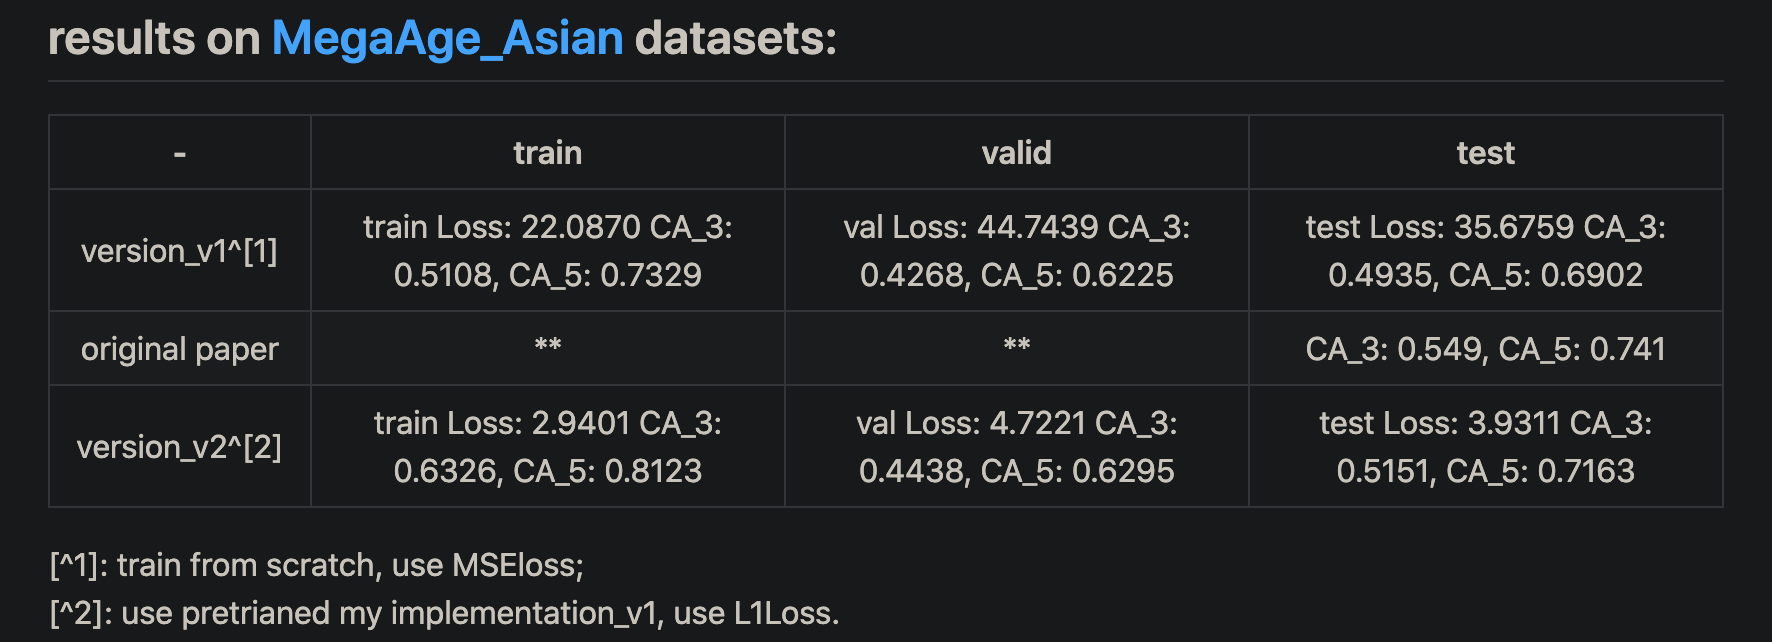 results on MegaAge_Asian datasets:
- train valid test
train Loss: 22.0870 CA_3: val Loss: 44.7439 CA_3: test Loss: 35.6759 CA_3:
version_v1^[1]
0.5108, CA_5: 0.7329 0.4268, CA_5: 0.6225 0.4935, CA_5: 0.6902
original paper ** ** CA_3: 0.549, CA_5: 0.741
train Loss: 2.9401 CA_3: val Loss: 4.7221 CA_3: test Loss: 3.9311 CA_3:
version_v2^[2]
0.6326, CA_5: 0.8123 0.4438, CA_5: 0.6295 0.5151, CA_5: 0.7163
[^1]: train from scratch, use MSEloss;
[^2]: use pretrianed my implementation_v1, use L1Loss.